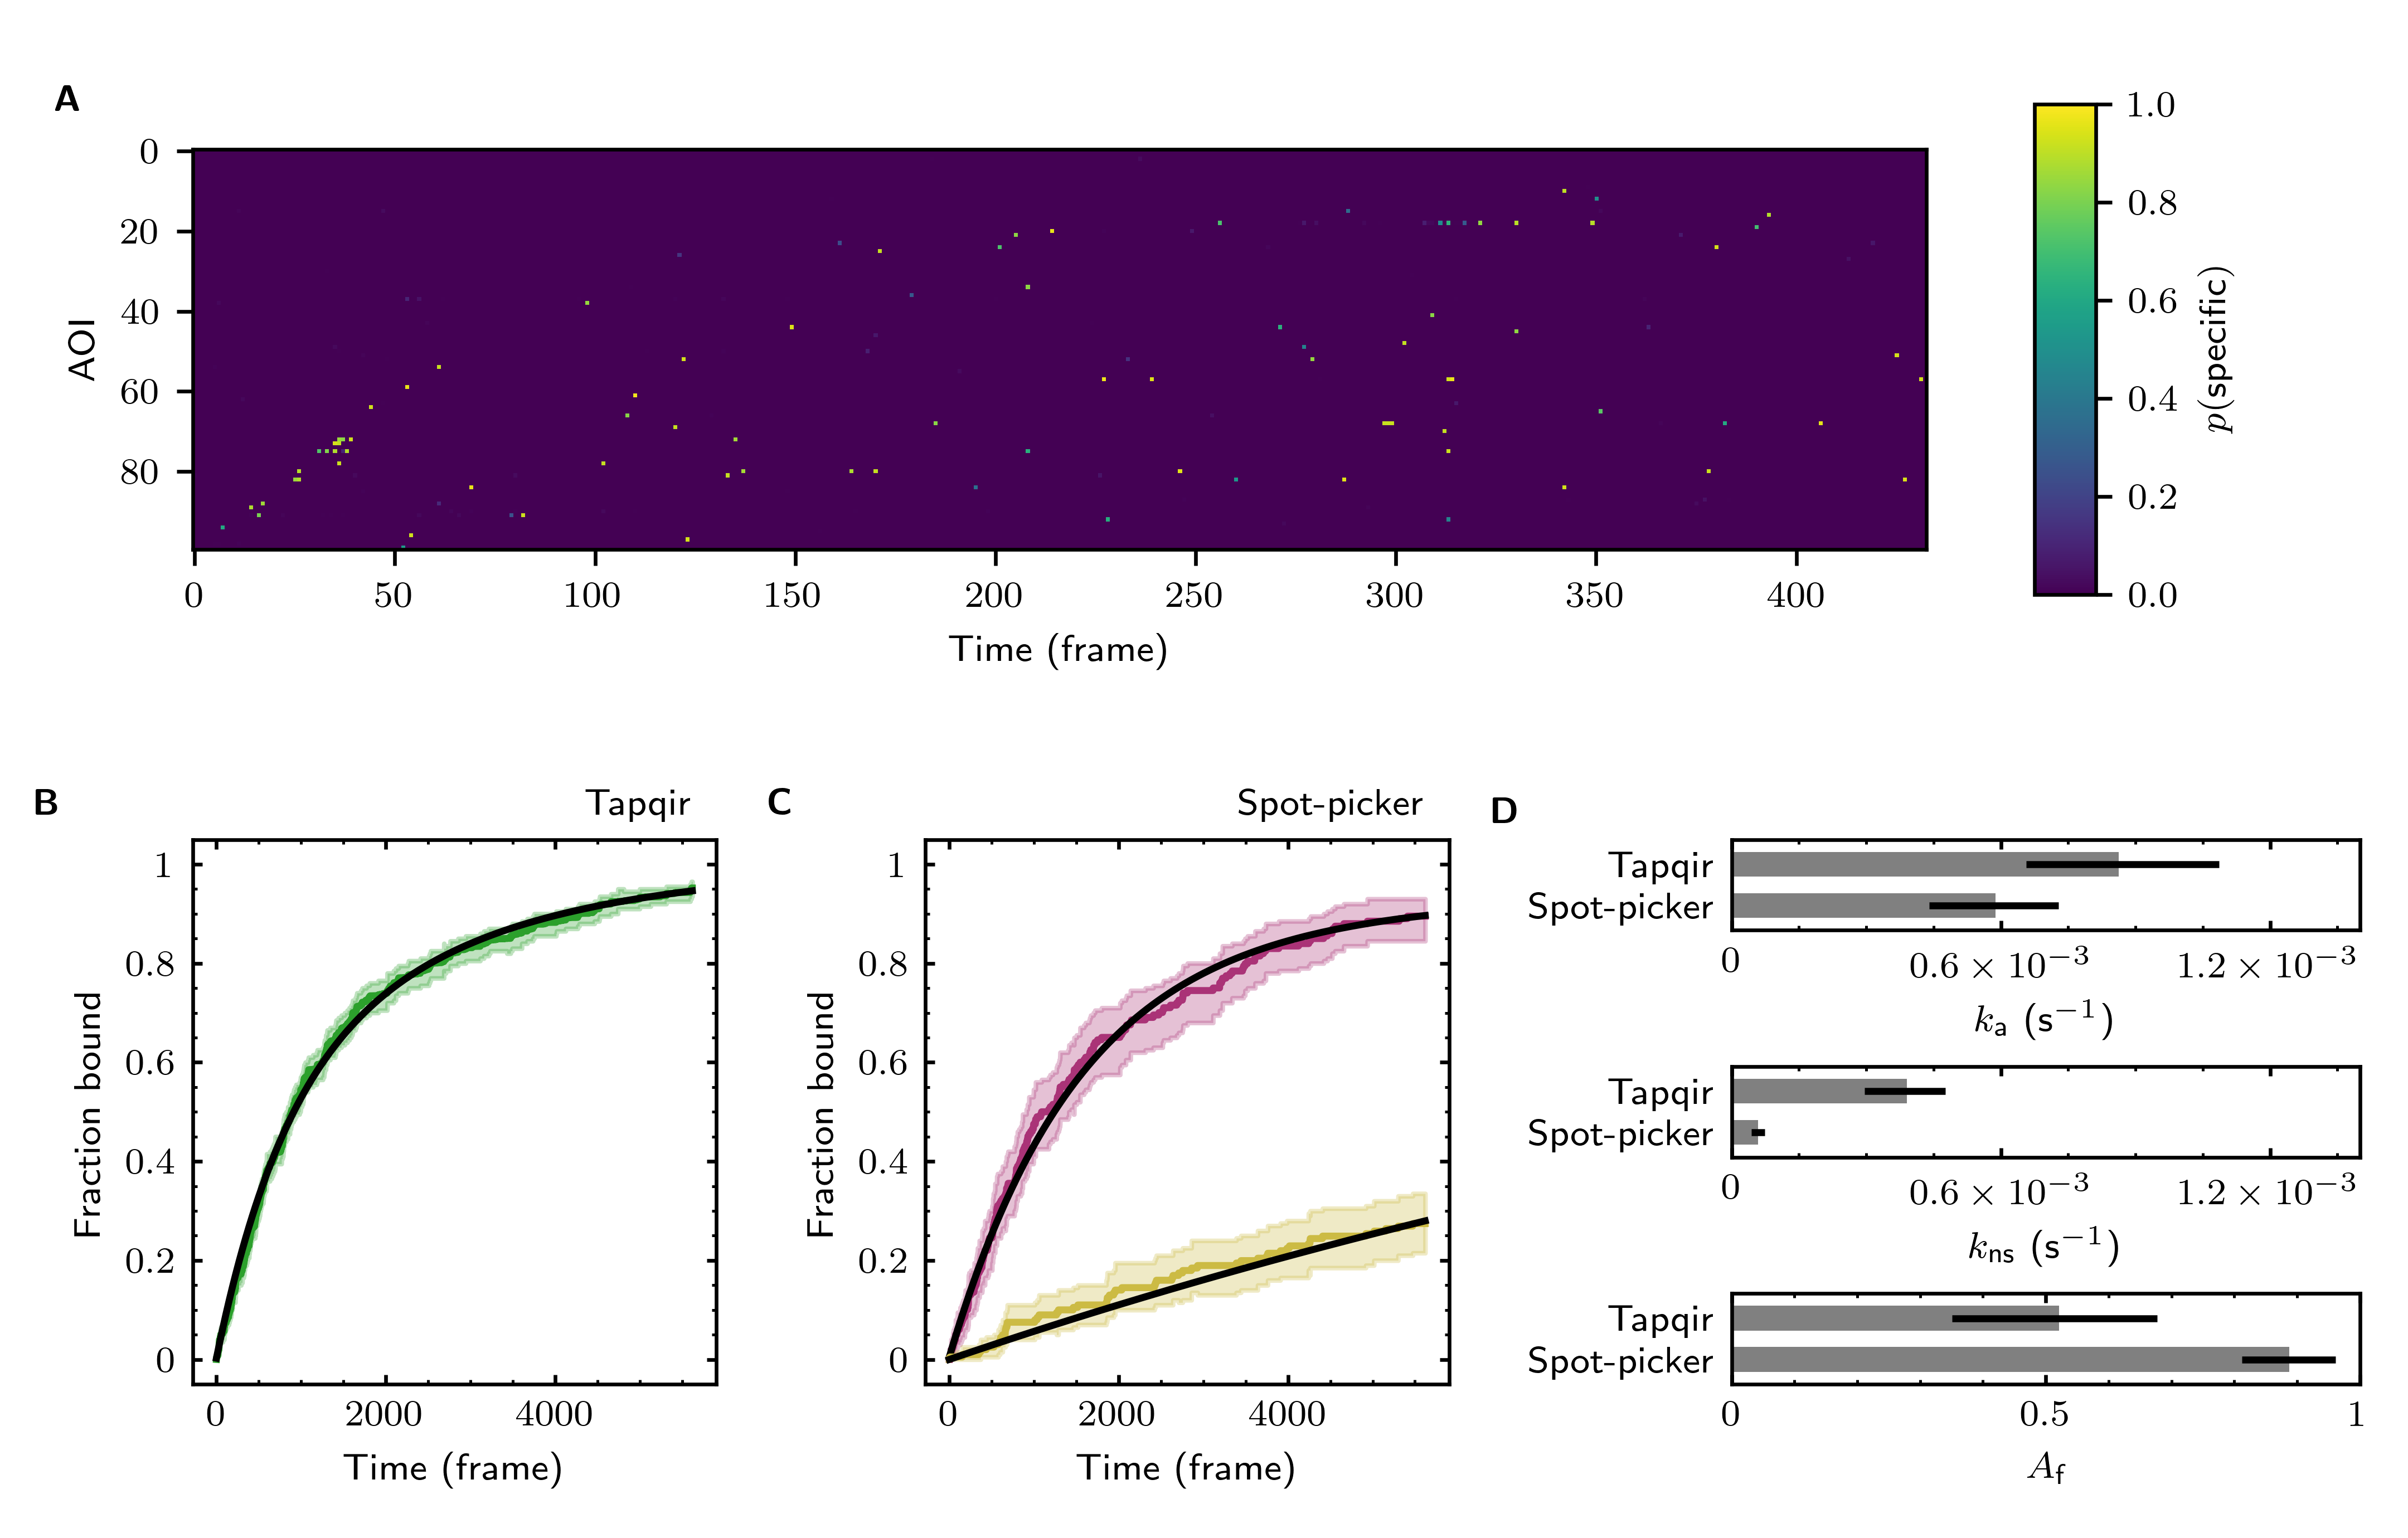 A
0
20
40
60
80
AOI
0 50 100 150 200 250 300 350 400
Time (frame)
1.0
0.8
0.6
0.4
0.2
0.0
p(specific)
B
Tapqir
1
0.8
0.6
0.4
0.2
0
Fraction bound
0 2000 4000
Time (frame)
C
Spot-picker
1
0.8
0.6
0.4
0.2
0
Fraction bound
0 2000 4000
Time (frame)
D
Tapqir
Spot-picker
0 0.6 × 10⁻³ 1.2 × 10⁻³
kₐ (s⁻¹)
Tapqir
Spot-picker
0 0.6 × 10⁻³ 1.2 × 10⁻³
kₙₛ (s⁻¹)
Tapqir
Spot-picker
0 0.5 1
A_f